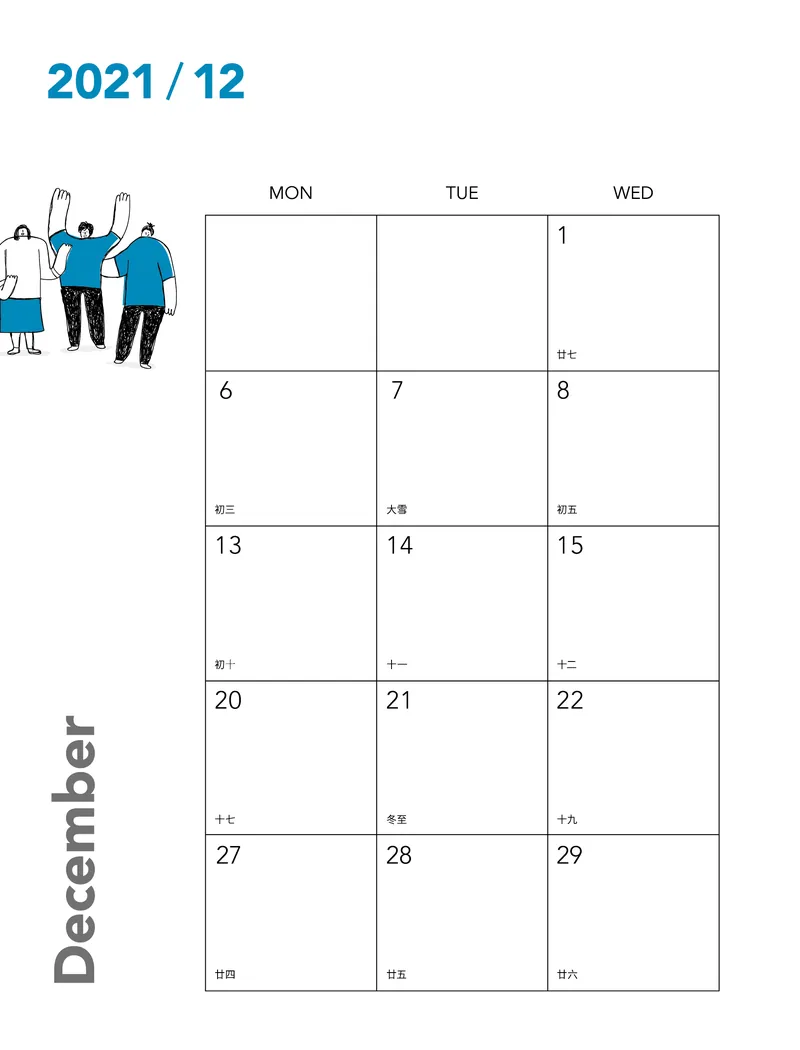 2021 / 12
MON TUE WED
1
廿七
6 7 8
初三 大雪 初五
13 14 15
初十 十一 十二
20 21 22
十七 冬至 十九
27 28 29
廿四 廿五 廿六
December